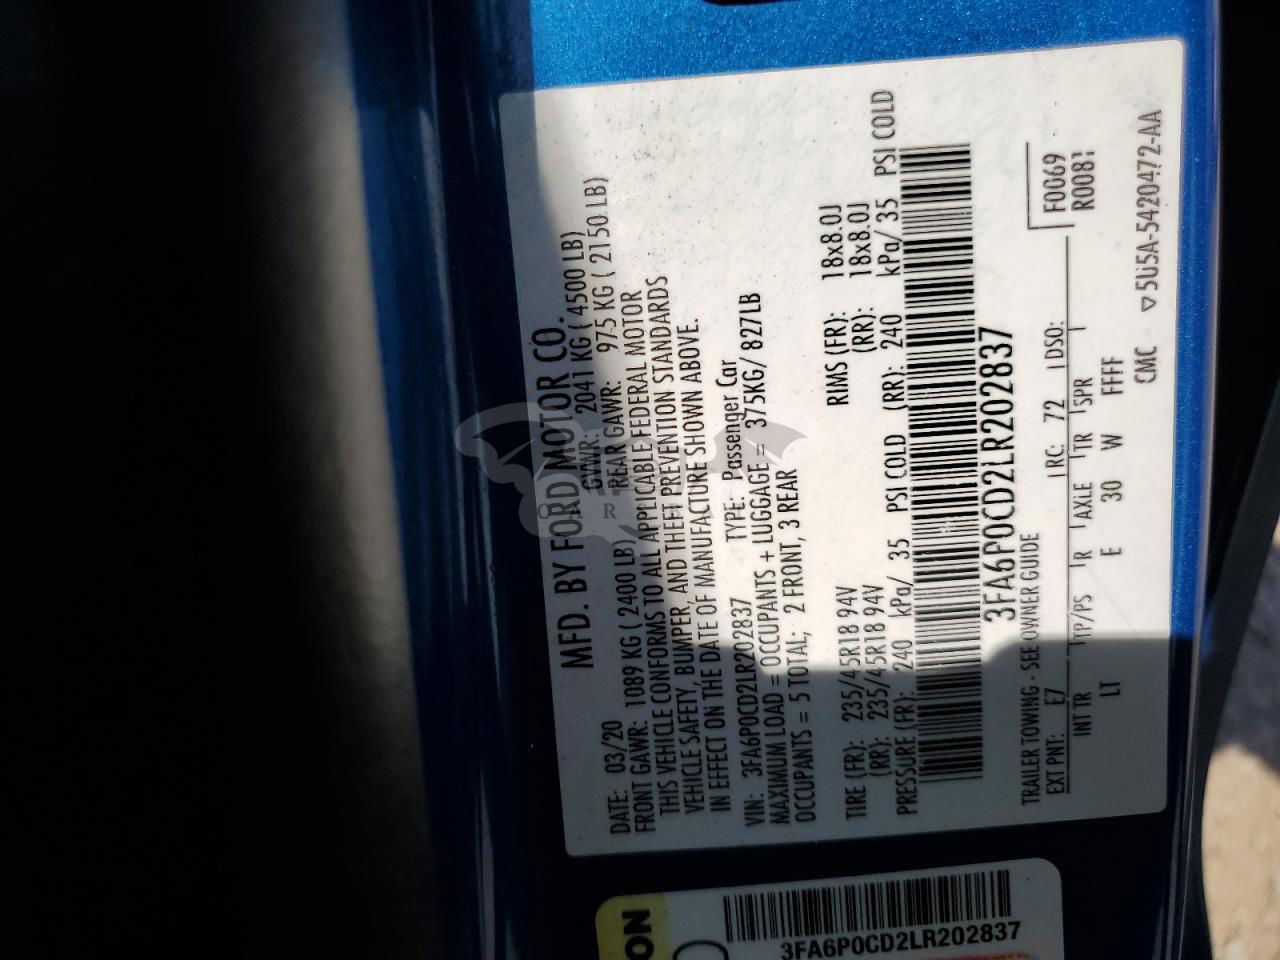 MFD. BY FORD MOTOR CO.
DATE: 03/20 GVWR: 2041 KG ( 4500 LB)
FRONT GAWR: 1089 KG ( 2400 LB) REAR GAWR: 975 KG ( 2150 LB)
THIS VEHICLE CONFORMS TO ALL APPLICABLE FEDERAL MOTOR
VEHICLE SAFETY, BUMPER, AND THEFT PREVENTION STANDARDS
IN EFFECT ON THE DATE OF MANUFACTURE SHOWN ABOVE.
VIN: 3FA6P0CD2LR202837 TYPE: Passenger Car
MAXIMUM LOAD = OCCUPANTS + LUGGAGE = 375KG/ 827LB
OCCUPANTS = 5 TOTAL; 2 FRONT, 3 REAR
TIRE (FR): 235/45R18 94V RIMS (FR): 18x8.0J
(RR): 235/45R18 94V (RR): 18x8.0J
PRESSURE (FR): 240 kPa/ 35 PSI COLD (RR): 240 kPa/ 35 PSI COLD
3FA6P0CD2LR202837
TRAILER TOWING - SEE OWNER GUIDE F0069
EXT PNT: E7 RC: 72 DSO: R0081
INT TR TP/PS R AXLE TR SPR
LT E 30 W FFFF
CMC ▽5U5A-5420472-AA
ON
3FA6P0CD2LR202837